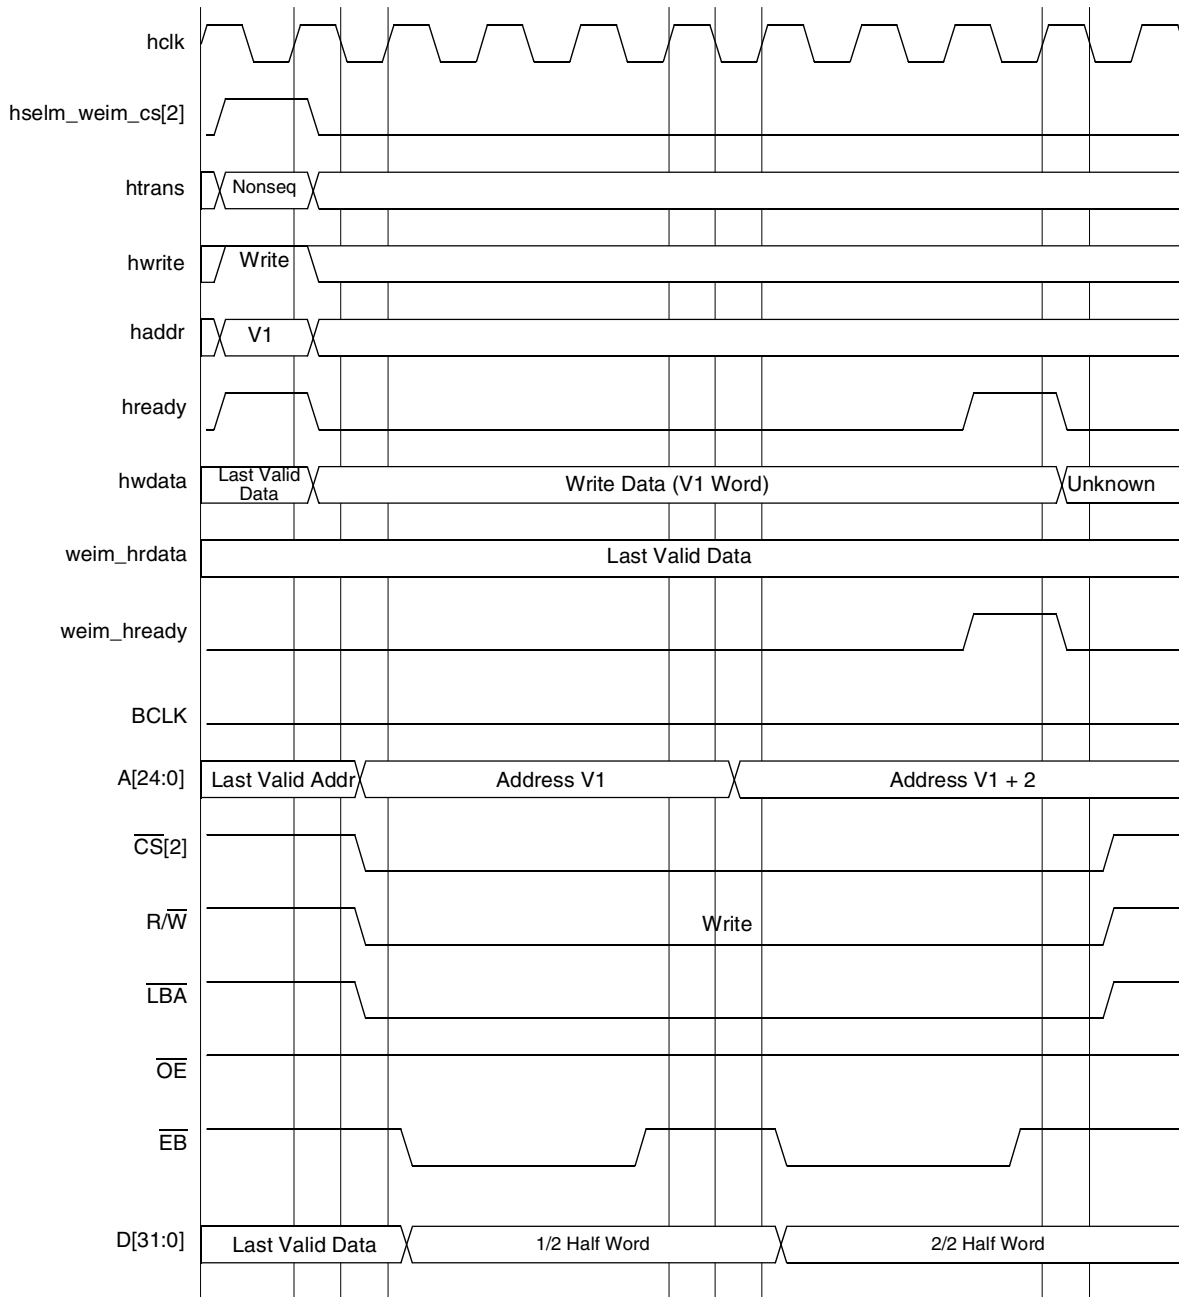 hclk
hselm_weim_cs[2]
htrans Nonseq
hwrite Write
haddr V1
hready
hwdata Last Valid Data Write Data (V1 Word) Unknown
weim_hrdata Last Valid Data
weim_hready
BCLK
A[24:0] Last Valid Addr Address V1 Address V1 + 2
CS[2]
R/W Write
LBA
OE
EB
D[31:0] Last Valid Data 1/2 Half Word 2/2 Half Word